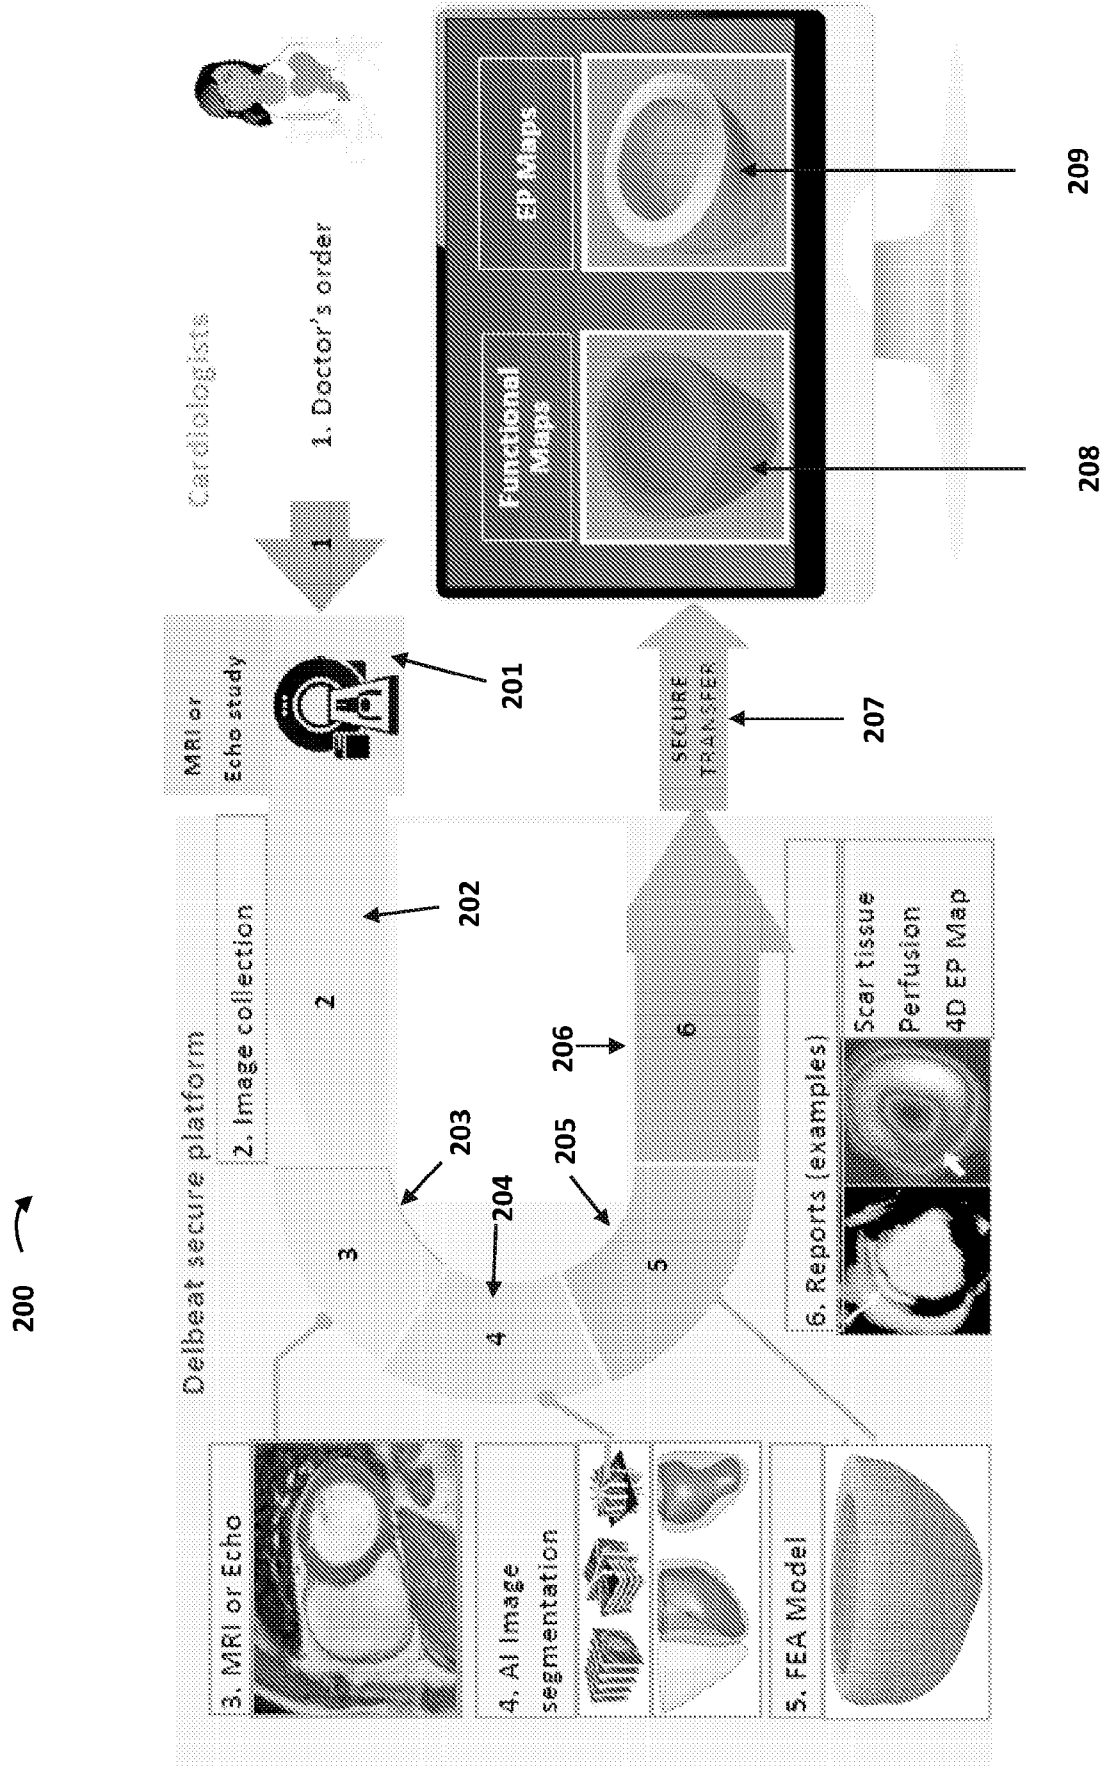 200
Delbeat secure platform
Cardiologists
MRI or
Echo study
1
1. Doctor's order
201
2. Image collection
2
202
3
203
3. MRI or Echo
4
204
4. AI Image
segmentation
5
205
5. FEA Model
6
206
6. Reports (examples)
Scar tissue
Perfusion
4D EP Map
SECURE
TRANSFER
207
Functional
Maps
EP Maps
208
209